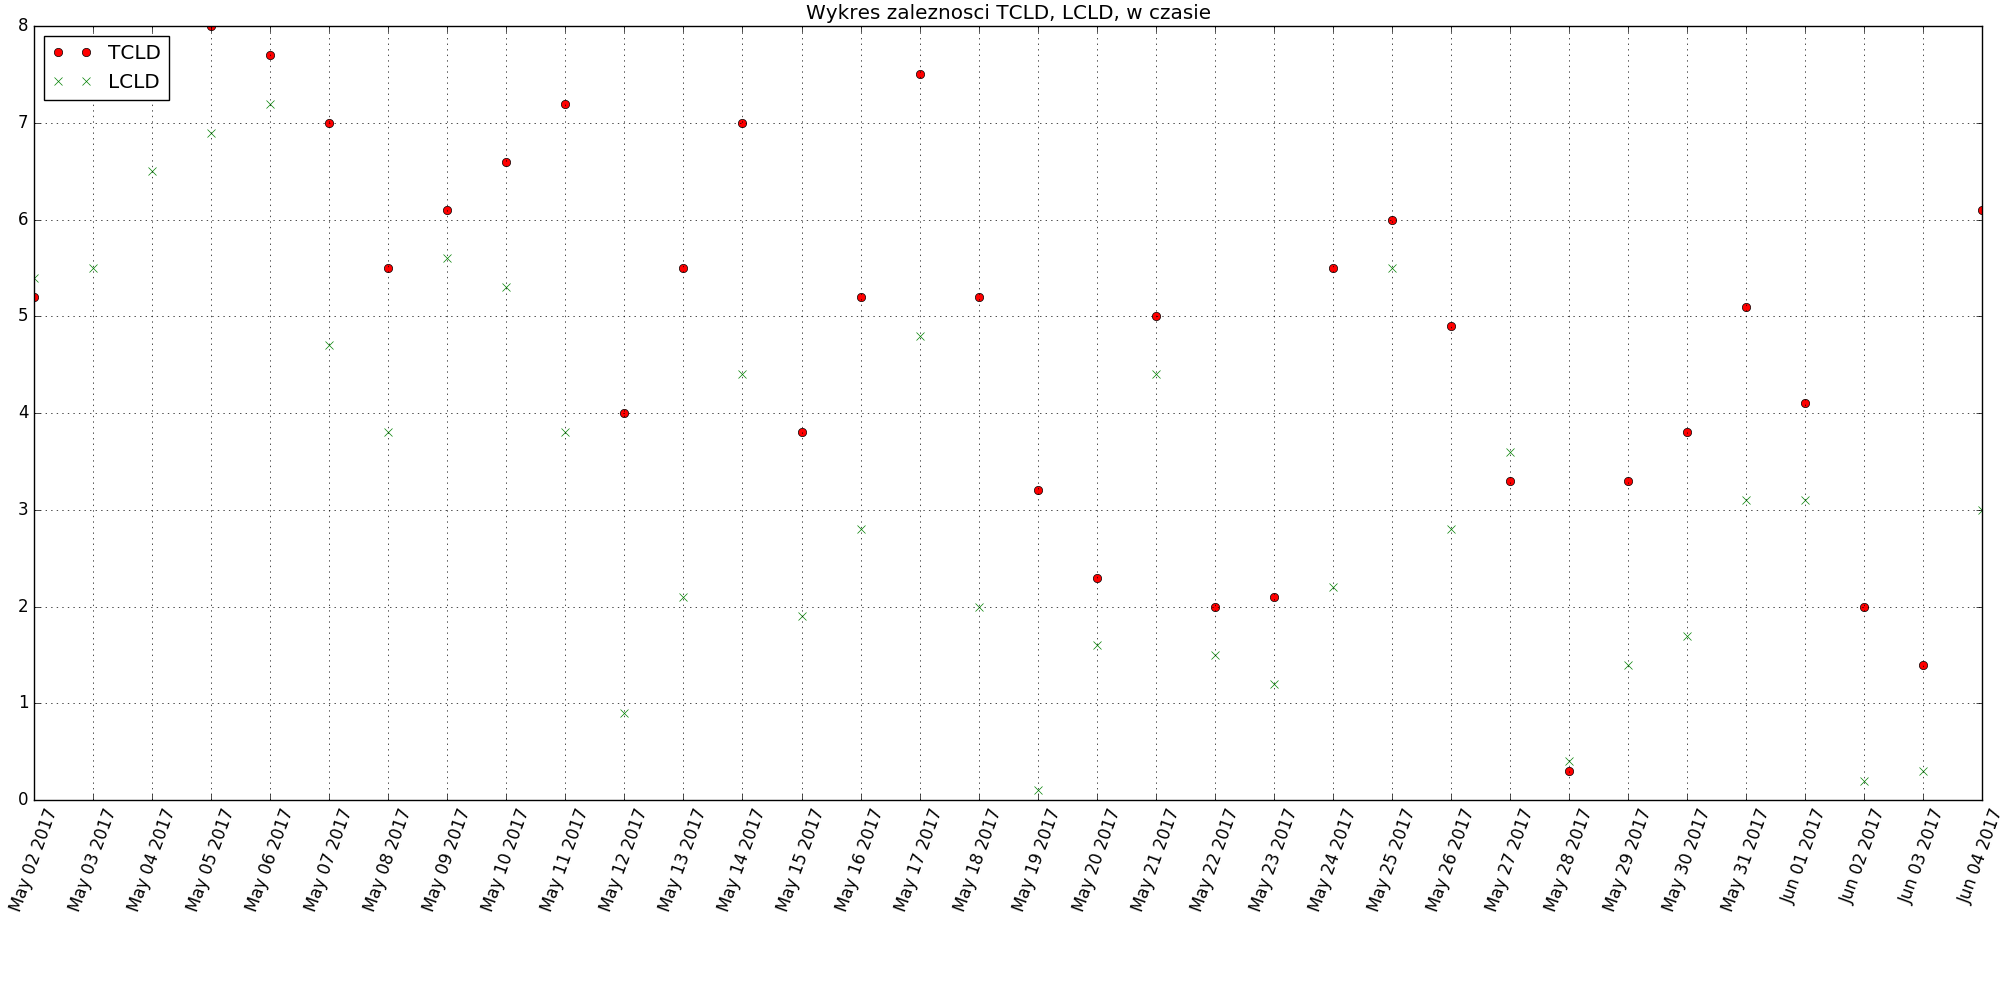 Wykres zaleznosci TCLD, LCLD, w czasie
TCLD
LCLD
8
7
6
5
4
3
2
1
0
May 02 2017
May 03 2017
May 04 2017
May 05 2017
May 06 2017
May 07 2017
May 08 2017
May 09 2017
May 10 2017
May 11 2017
May 12 2017
May 13 2017
May 14 2017
May 15 2017
May 16 2017
May 17 2017
May 18 2017
May 19 2017
May 20 2017
May 21 2017
May 22 2017
May 23 2017
May 24 2017
May 25 2017
May 26 2017
May 27 2017
May 28 2017
May 29 2017
May 30 2017
May 31 2017
Jun 01 2017
Jun 02 2017
Jun 03 2017
Jun 04 2017